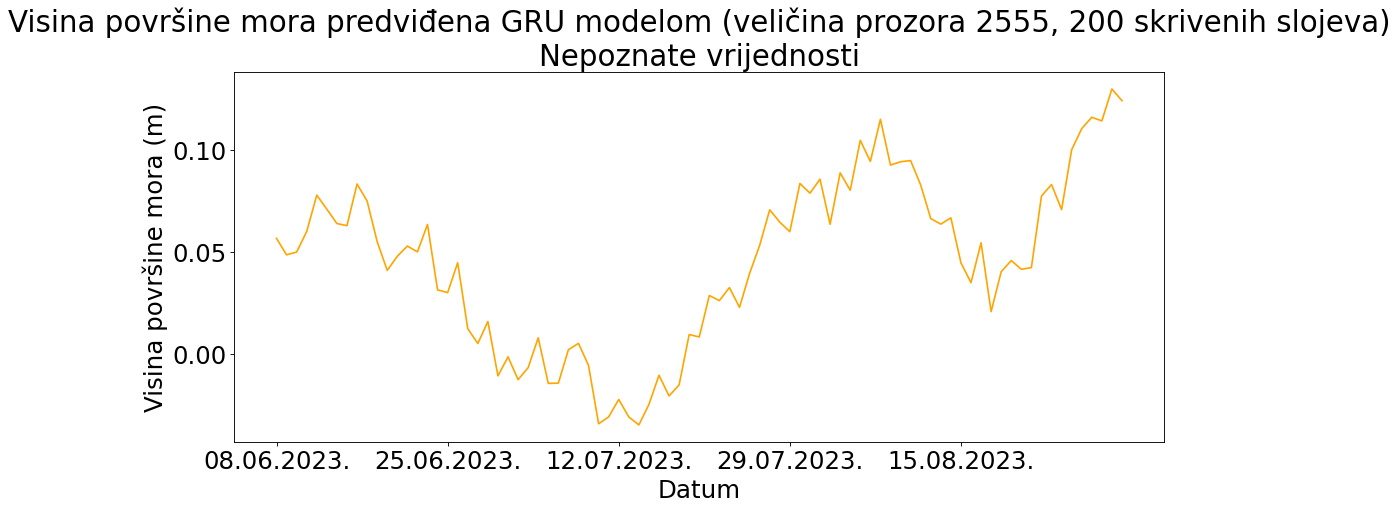 Visina površine mora predviđena GRU modelom (veličina prozora 2555, 200 skrivenih slojeva)
Nepoznate vrijednosti
Visina površine mora (m)
0.10
0.05
0.00
08.06.2023. 25.06.2023. 12.07.2023. 29.07.2023. 15.08.2023.
Datum